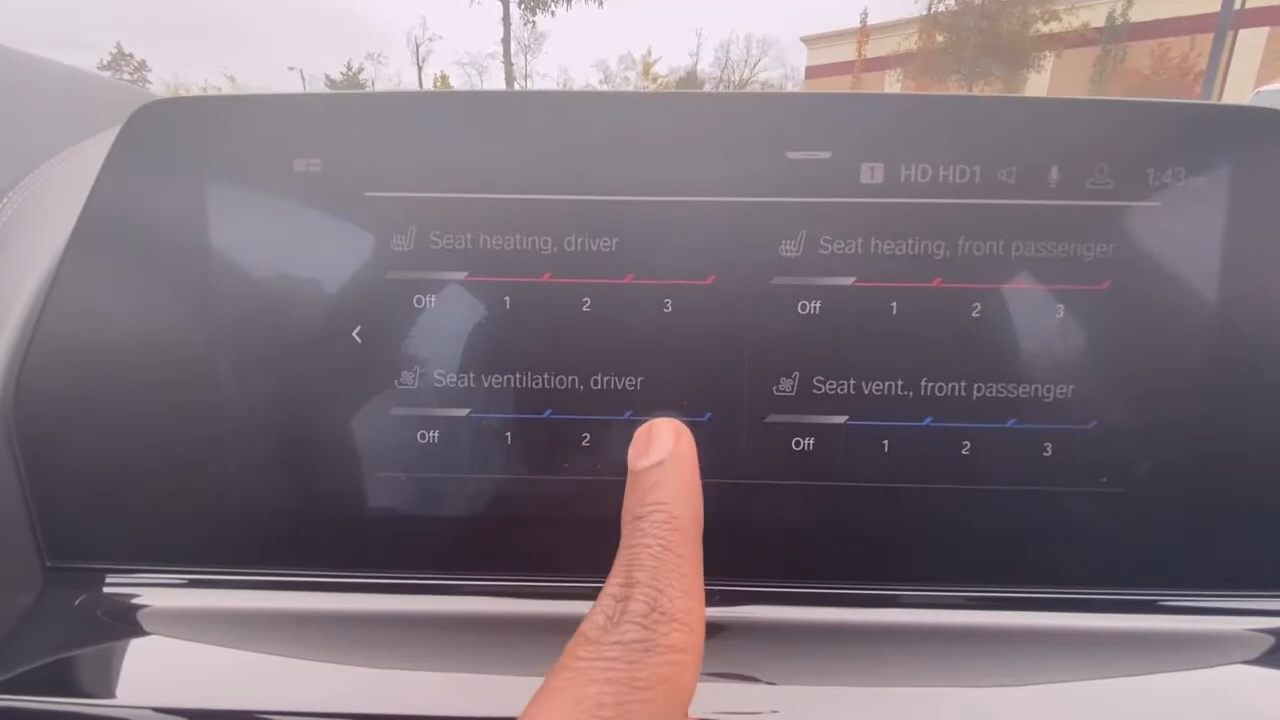 1 HD HD1 1:43
Seat heating, driver
Off 1 2 3
Seat heating, front passenger
Off 1 2 3
Seat ventilation, driver
Off 1 2
Seat vent., front passenger
Off 1 2 3